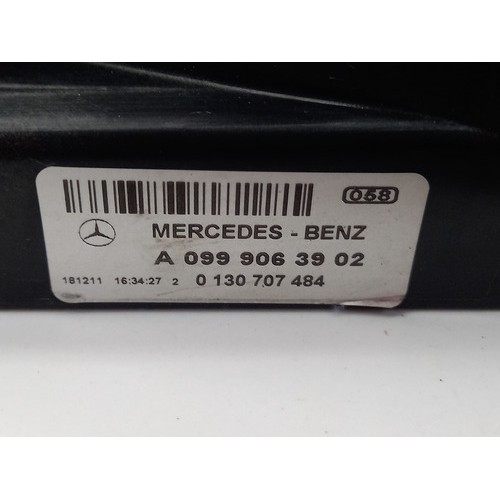 058
MERCEDES - BENZ
A 099 906 39 02
181211 16:34:27 2 0 130 707 484